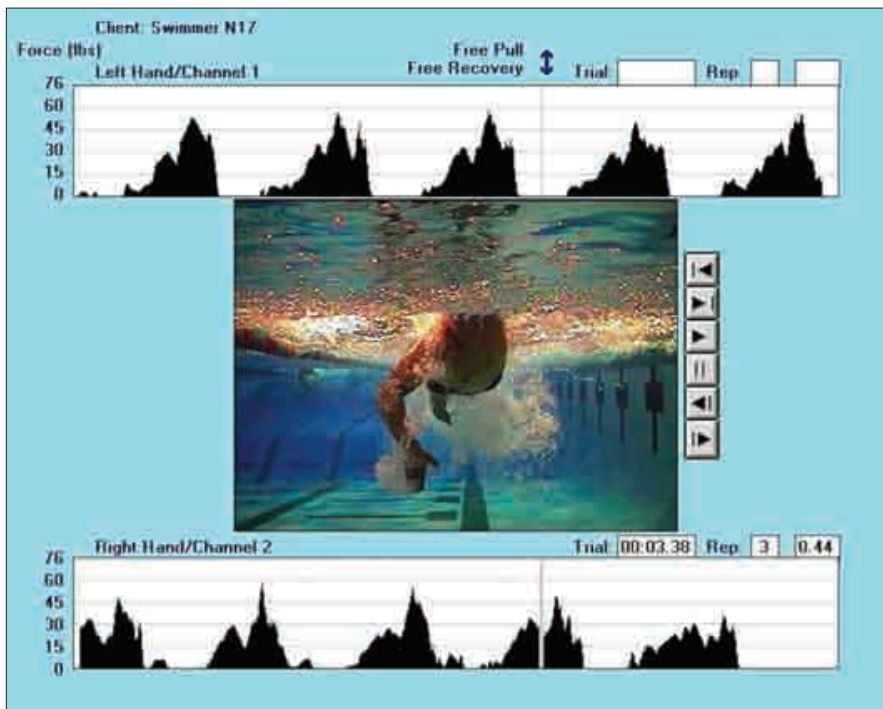 Client: Swimmer N17
Force (lbs)
Free Pull
Free Recovery
Left Hand/Channel 1
Trial
Rep
76
60
45
30
15
0
Right Hand/Channel 2
Trial 00:03.38 Rep 3 0.44
76
60
45
30
15
0